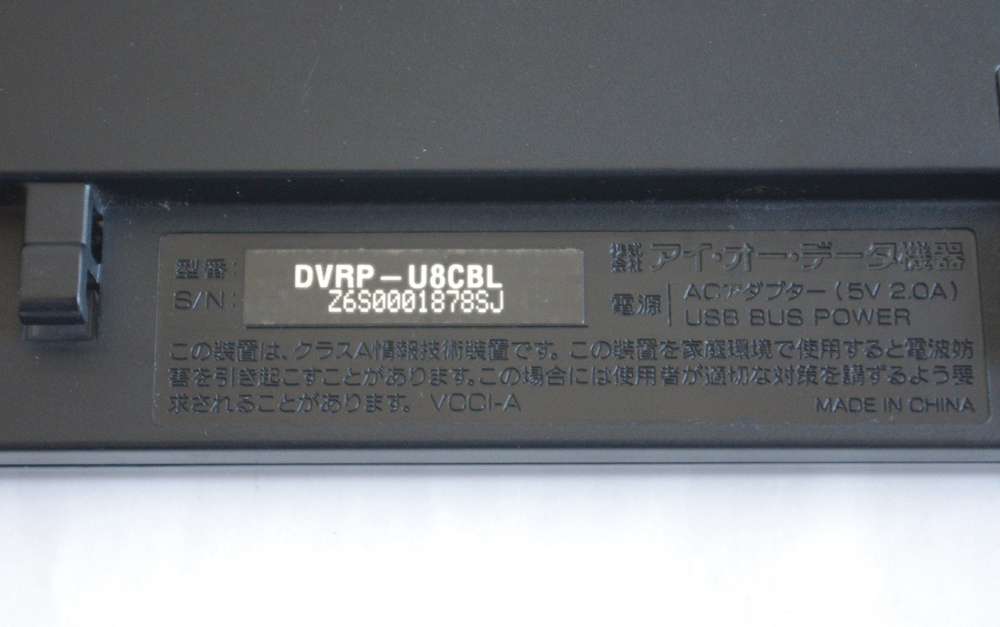 型番: DVRP-U8CBL
S/N: Z6S0001878SJ
株式会社 アイ・オー・データ機器
電源 ACアダプター(5V 2.0A)
USB BUS POWER
この装置は、クラスA情報技術装置です。この装置を家庭環境で使用すると電波妨
害を引き起こすことがあります。この場合には使用者が適切な対策を講ずるよう要
求されることがあります。 VCCI-A
MADE IN CHINA